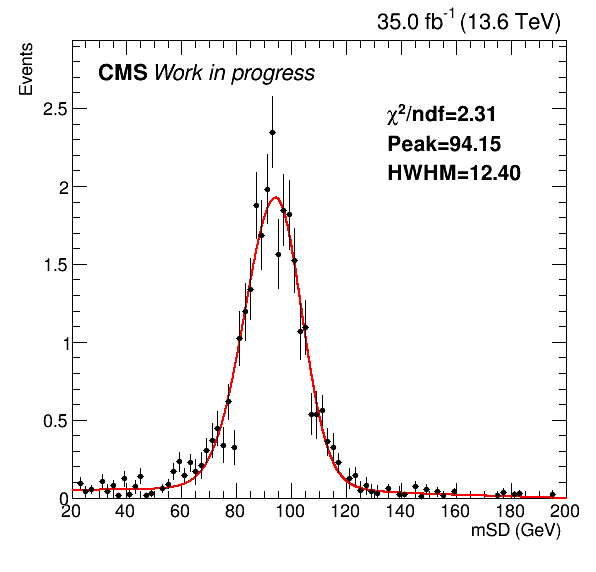 35.0 fb⁻¹ (13.6 TeV)
Events
CMS Work in progress
χ²/ndf=2.31
Peak=94.15
HWHM=12.40
2.5
2
1.5
1
0.5
0
20 40 60 80 100 120 140 160 180 200
mSD (GeV)